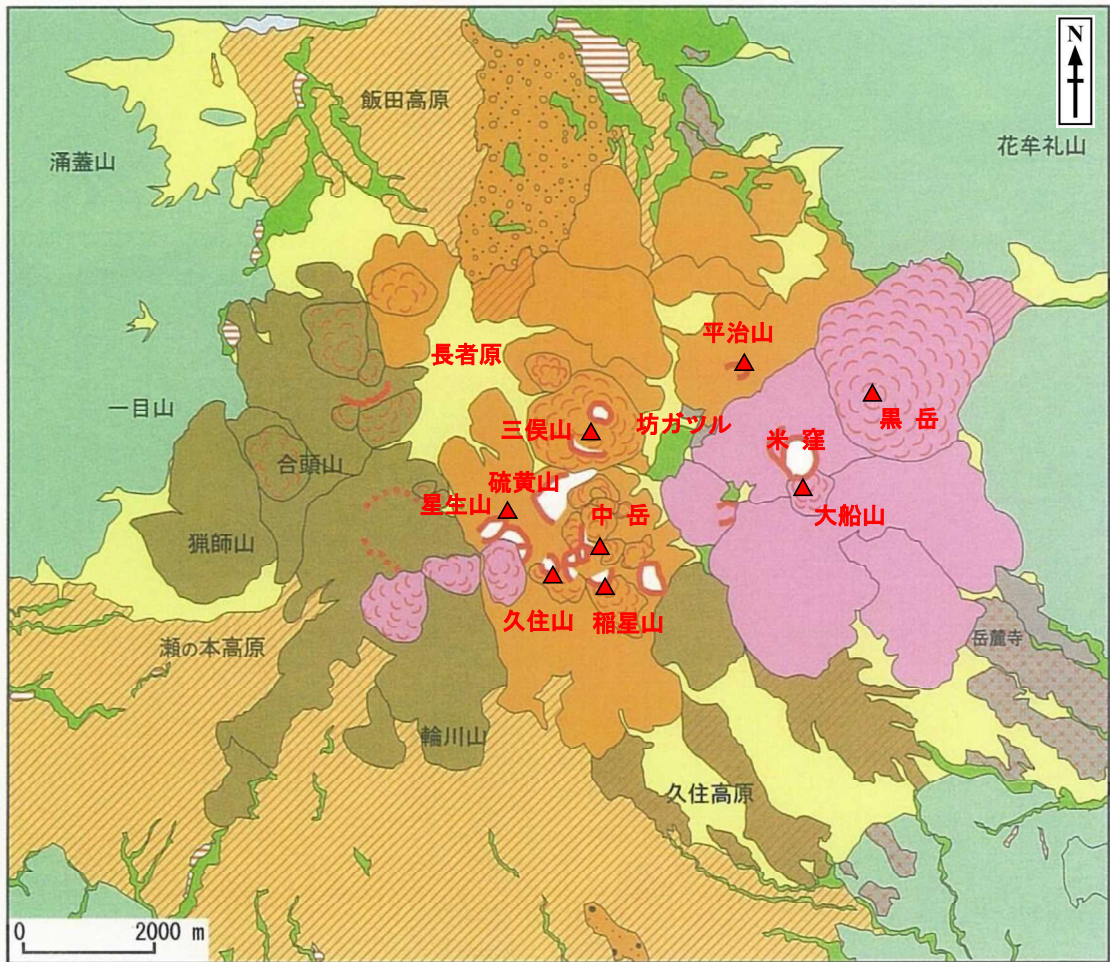 N
飯田高原
花牟礼山
涌蓋山
平治山
長者原
黒 岳
一目山
坊ガツル
三俣山
米 窪
合頭山
硫黄山
星生山
中 岳
大船山
猟師山
久住山
稲星山
岳麓寺
瀬の本高原
輪川山
久住高原
0 2000 m